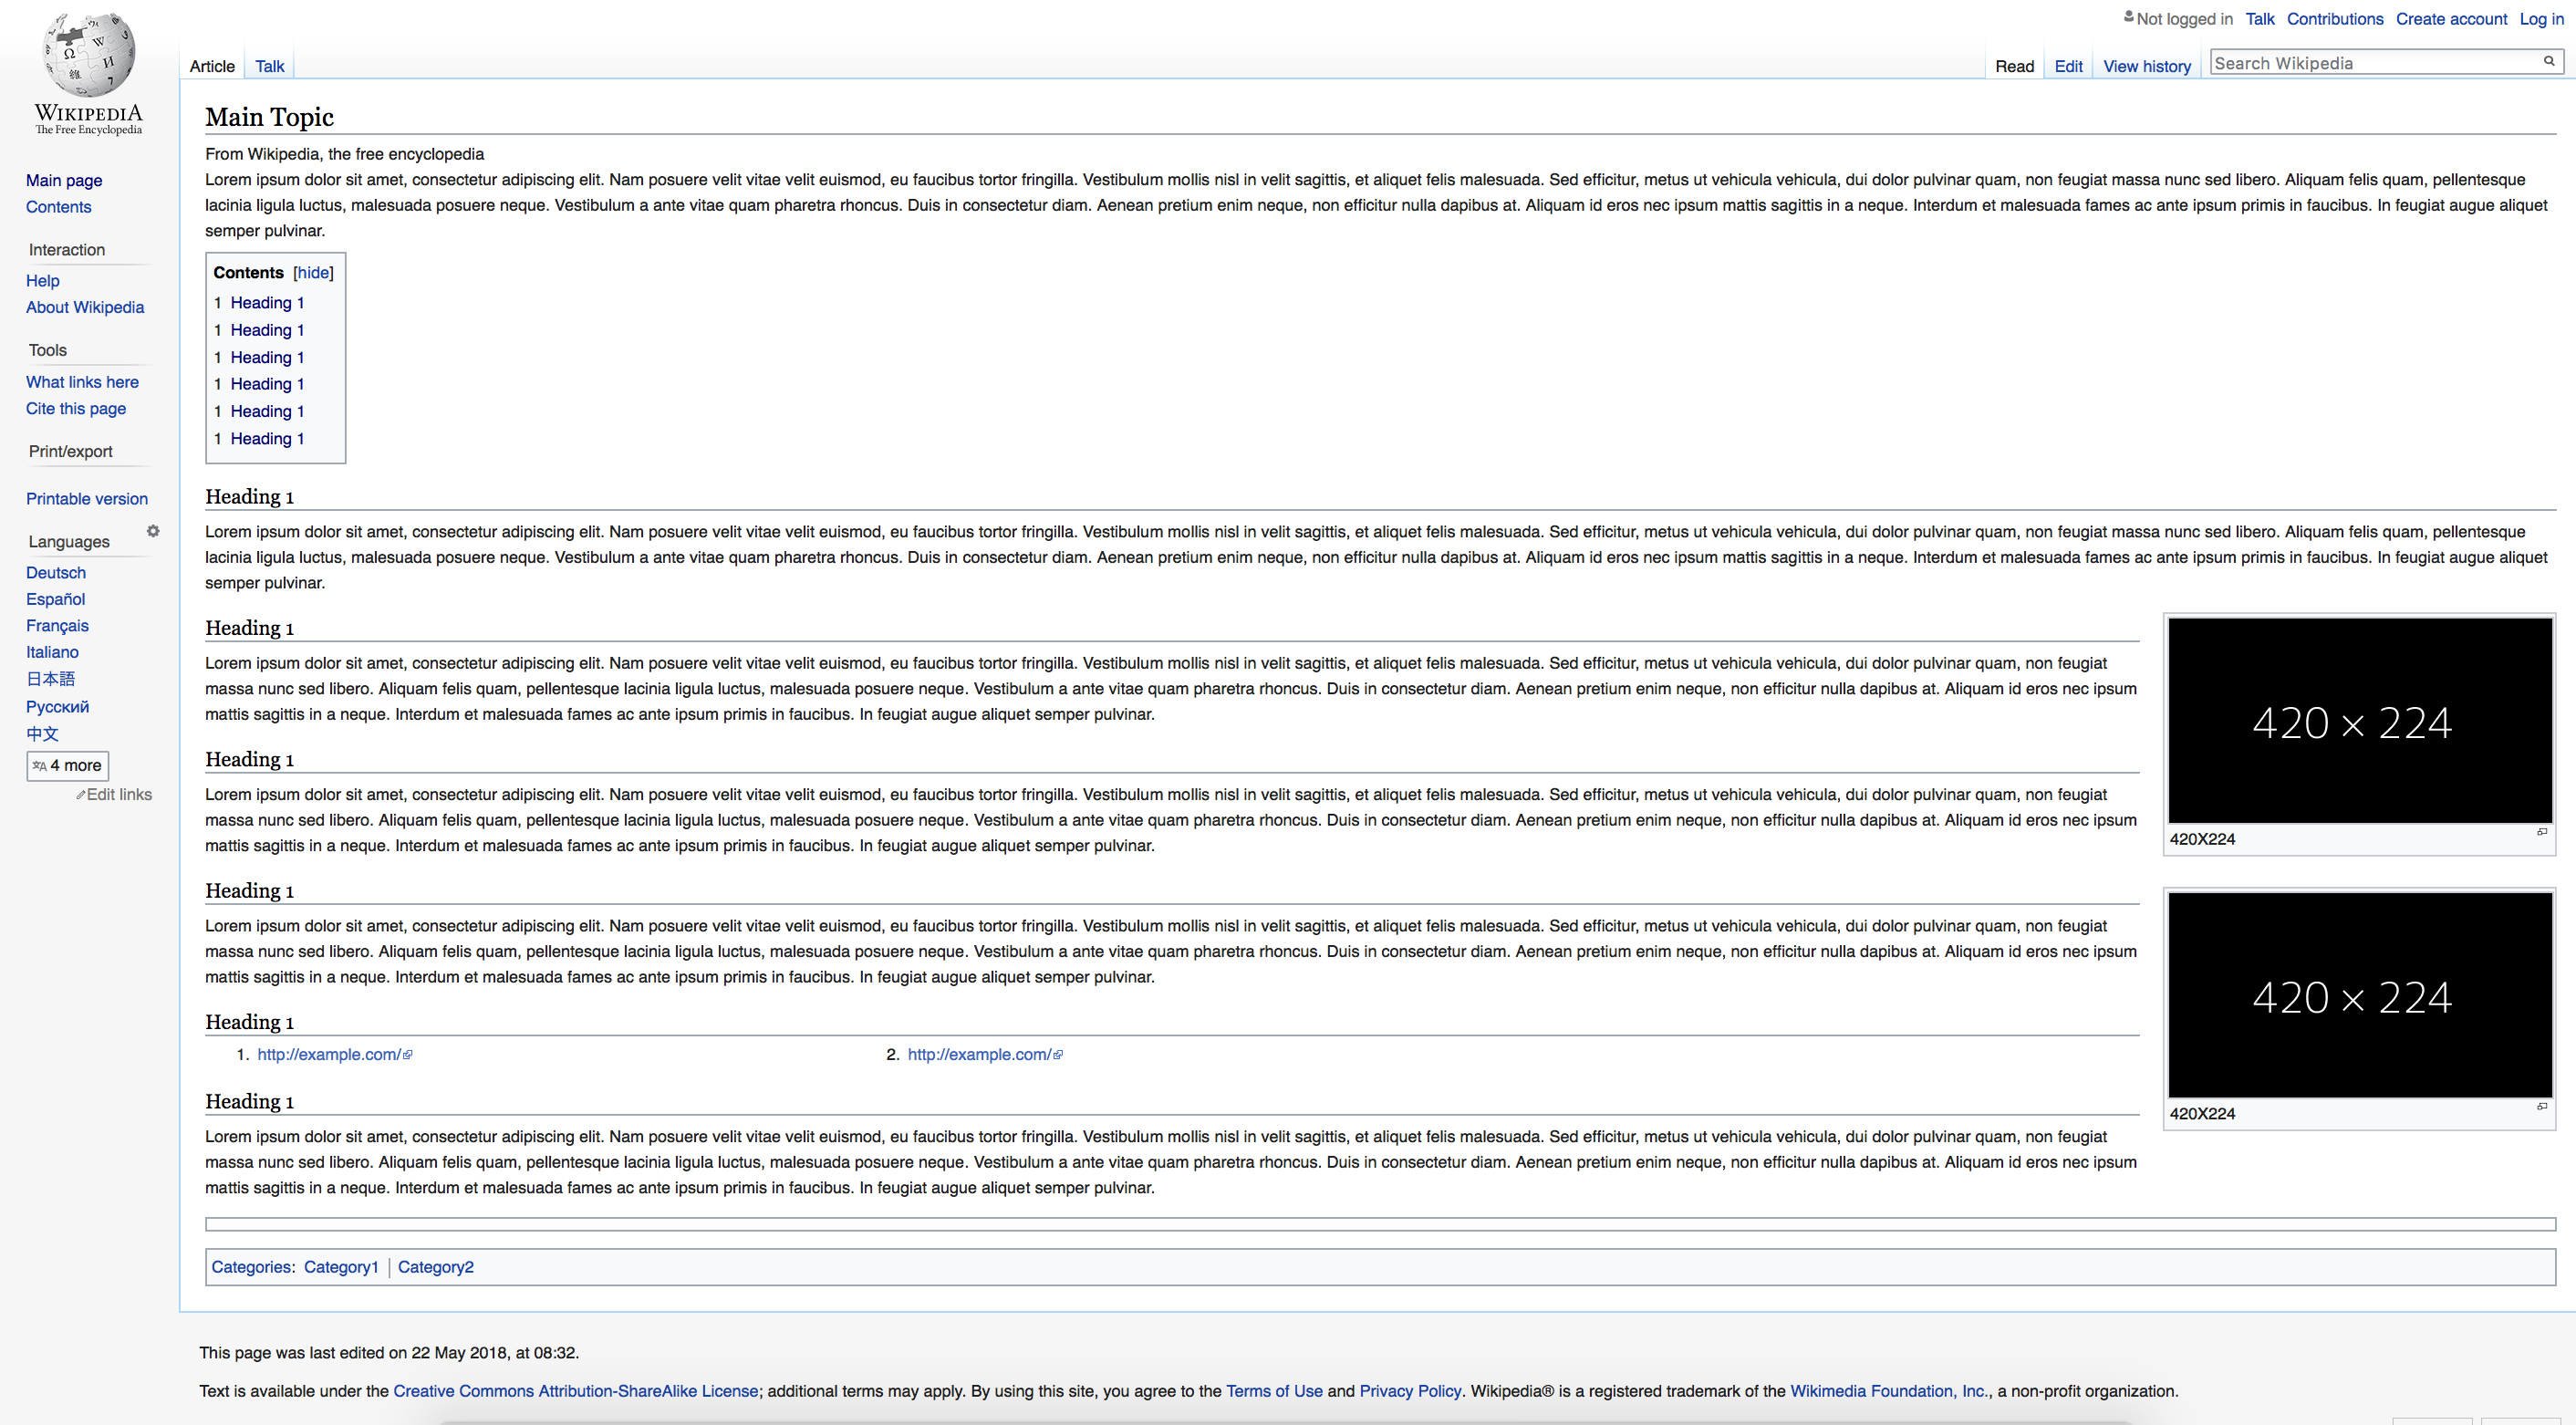 Not logged in Talk Contributions Create account Log in
Article Talk
Read Edit View history Search Wikipedia
WIKIPEDIA
The Free Encyclopedia
Main page
Contents
Interaction
Help
About Wikipedia
Tools
What links here
Cite this page
Print/export
Printable version
Languages
Deutsch
Español
Français
Italiano
日本語
Русский
中文
4 more
Edit links
Main Topic
From Wikipedia, the free encyclopedia
Lorem ipsum dolor sit amet, consectetur adipiscing elit. Nam posuere velit vitae velit euismod, eu faucibus tortor fringilla. Vestibulum mollis nisl in velit sagittis, et aliquet felis malesuada. Sed efficitur, metus ut vehicula vehicula, dui dolor pulvinar quam, non feugiat massa nunc sed libero. Aliquam felis quam, pellentesque
lacinia ligula luctus, malesuada posuere neque. Vestibulum a ante vitae quam pharetra rhoncus. Duis in consectetur diam. Aenean pretium enim neque, non efficitur nulla dapibus at. Aliquam id eros nec ipsum mattis sagittis in a neque. Interdum et malesuada fames ac ante ipsum primis in faucibus. In feugiat augue aliquet
semper pulvinar.
Contents [hide]
1 Heading 1
1 Heading 1
1 Heading 1
1 Heading 1
1 Heading 1
1 Heading 1
Heading 1
Lorem ipsum dolor sit amet, consectetur adipiscing elit. Nam posuere velit vitae velit euismod, eu faucibus tortor fringilla. Vestibulum mollis nisl in velit sagittis, et aliquet felis malesuada. Sed efficitur, metus ut vehicula vehicula, dui dolor pulvinar quam, non feugiat massa nunc sed libero. Aliquam felis quam, pellentesque
lacinia ligula luctus, malesuada posuere neque. Vestibulum a ante vitae quam pharetra rhoncus. Duis in consectetur diam. Aenean pretium enim neque, non efficitur nulla dapibus at. Aliquam id eros nec ipsum mattis sagittis in a neque. Interdum et malesuada fames ac ante ipsum primis in faucibus. In feugiat augue aliquet
semper pulvinar.
Heading 1
Lorem ipsum dolor sit amet, consectetur adipiscing elit. Nam posuere velit vitae velit euismod, eu faucibus tortor fringilla. Vestibulum mollis nisl in velit sagittis, et aliquet felis malesuada. Sed efficitur, metus ut vehicula vehicula, dui dolor pulvinar quam, non feugiat
massa nunc sed libero. Aliquam felis quam, pellentesque lacinia ligula luctus, malesuada posuere neque. Vestibulum a ante vitae quam pharetra rhoncus. Duis in consectetur diam. Aenean pretium enim neque, non efficitur nulla dapibus at. Aliquam id eros nec ipsum
mattis sagittis in a neque. Interdum et malesuada fames ac ante ipsum primis in faucibus. In feugiat augue aliquet semper pulvinar.
420 × 224
420X224
Heading 1
Lorem ipsum dolor sit amet, consectetur adipiscing elit. Nam posuere velit vitae velit euismod, eu faucibus tortor fringilla. Vestibulum mollis nisl in velit sagittis, et aliquet felis malesuada. Sed efficitur, metus ut vehicula vehicula, dui dolor pulvinar quam, non feugiat
massa nunc sed libero. Aliquam felis quam, pellentesque lacinia ligula luctus, malesuada posuere neque. Vestibulum a ante vitae quam pharetra rhoncus. Duis in consectetur diam. Aenean pretium enim neque, non efficitur nulla dapibus at. Aliquam id eros nec ipsum
mattis sagittis in a neque. Interdum et malesuada fames ac ante ipsum primis in faucibus. In feugiat augue aliquet semper pulvinar.
Heading 1
Lorem ipsum dolor sit amet, consectetur adipiscing elit. Nam posuere velit vitae velit euismod, eu faucibus tortor fringilla. Vestibulum mollis nisl in velit sagittis, et aliquet felis malesuada. Sed efficitur, metus ut vehicula vehicula, dui dolor pulvinar quam, non feugiat
massa nunc sed libero. Aliquam felis quam, pellentesque lacinia ligula luctus, malesuada posuere neque. Vestibulum a ante vitae quam pharetra rhoncus. Duis in consectetur diam. Aenean pretium enim neque, non efficitur nulla dapibus at. Aliquam id eros nec ipsum
mattis sagittis in a neque. Interdum et malesuada fames ac ante ipsum primis in faucibus. In feugiat augue aliquet semper pulvinar.
420 × 224
420X224
Heading 1
1. http://example.com/ 2. http://example.com/
Heading 1
Lorem ipsum dolor sit amet, consectetur adipiscing elit. Nam posuere velit vitae velit euismod, eu faucibus tortor fringilla. Vestibulum mollis nisl in velit sagittis, et aliquet felis malesuada. Sed efficitur, metus ut vehicula vehicula, dui dolor pulvinar quam, non feugiat
massa nunc sed libero. Aliquam felis quam, pellentesque lacinia ligula luctus, malesuada posuere neque. Vestibulum a ante vitae quam pharetra rhoncus. Duis in consectetur diam. Aenean pretium enim neque, non efficitur nulla dapibus at. Aliquam id eros nec ipsum
mattis sagittis in a neque. Interdum et malesuada fames ac ante ipsum primis in faucibus. In feugiat augue aliquet semper pulvinar.
Categories: Category1 | Category2
This page was last edited on 22 May 2018, at 08:32.
Text is available under the Creative Commons Attribution-ShareAlike License; additional terms may apply. By using this site, you agree to the Terms of Use and Privacy Policy. Wikipedia® is a registered trademark of the Wikimedia Foundation, Inc., a non-profit organization.